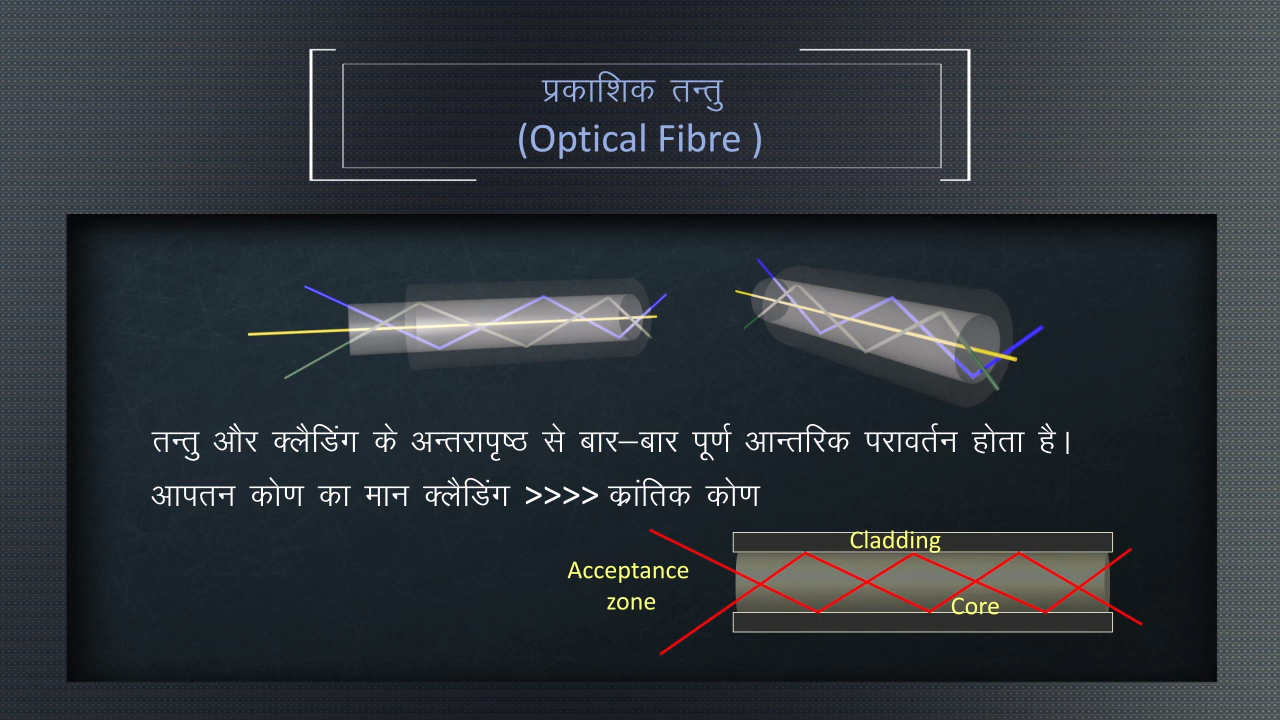 प्रकाशिक तन्तु
(Optical Fibre )
तन्तु और क्लैडिंग के अन्तरापृष्ठ से बार–बार पूर्ण आन्तरिक परावर्तन होता है।
आपतन कोण का मान क्लैडिंग >>>> क्रांतिक कोण
Cladding
Acceptance
zone
Core